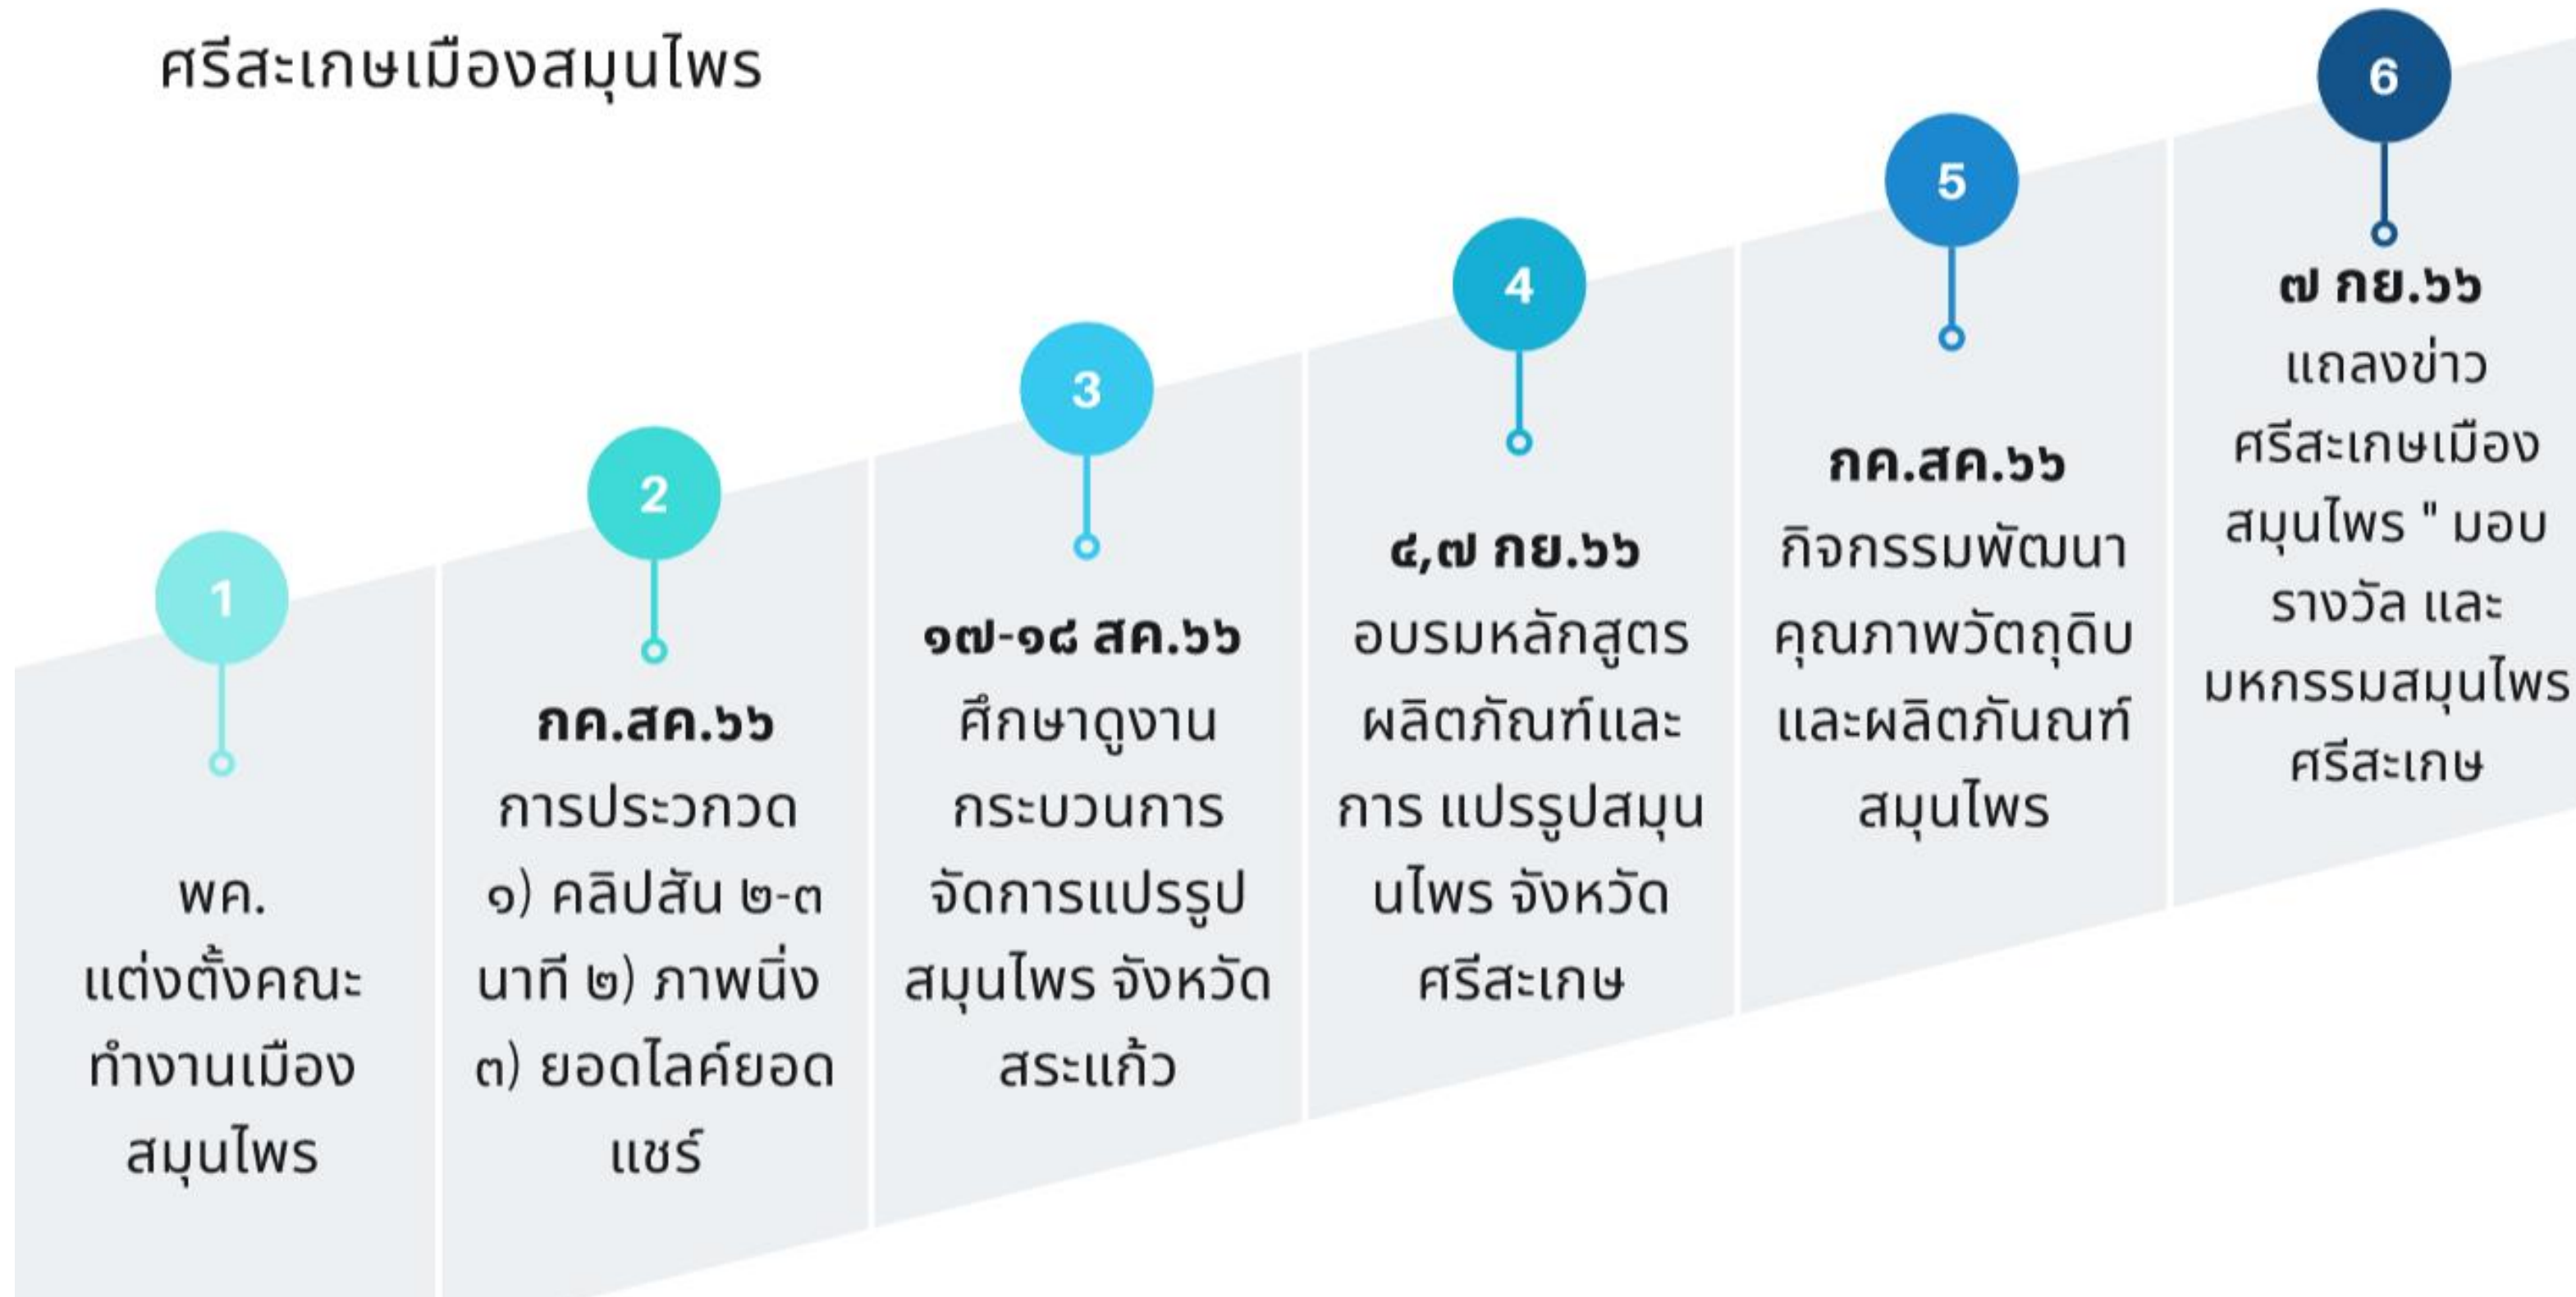 ศรีสะเกษเมืองสมุนไพร
1
พค.
แต่งตั้งคณะ
ทำงานเมือง
สมุนไพร
2
กค.สค.๖๖
การประวกวด
๑) คลิปสัน ๒-๓
นาที ๒) ภาพนิ่ง
๓) ยอดไลค์ยอด
แชร์
3
๑๗-๑๘ สค.๖๖
ศึกษาดูงาน
กระบวนการ
จัดการแปรรูป
สมุนไพร จังหวัด
สระแก้ว
4
๔,๗ กย.๖๖
อบรมหลักสูตร
ผลิตภัณฑ์และ
การ แปรรูปสมุน
นไพร จังหวัด
ศรีสะเกษ
5
กค.สค.๖๖
กิจกรรมพัฒนา
คุณภาพวัตถุดิบ
และผลิตภันณฑ์
สมุนไพร
6
๗ กย.๖๖
แถลงข่าว
ศรีสะเกษเมือง
สมุนไพร " มอบ
รางวัล และ
มหกรรมสมุนไพร
ศรีสะเกษ